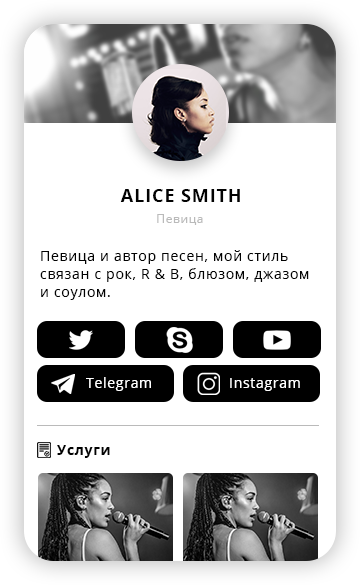 ALICE SMITH
Певица
Певица и автор песен, мой стиль
связан с рок, R & B, блюзом, джазом
и соулом.
Telegram Instagram
Услуги